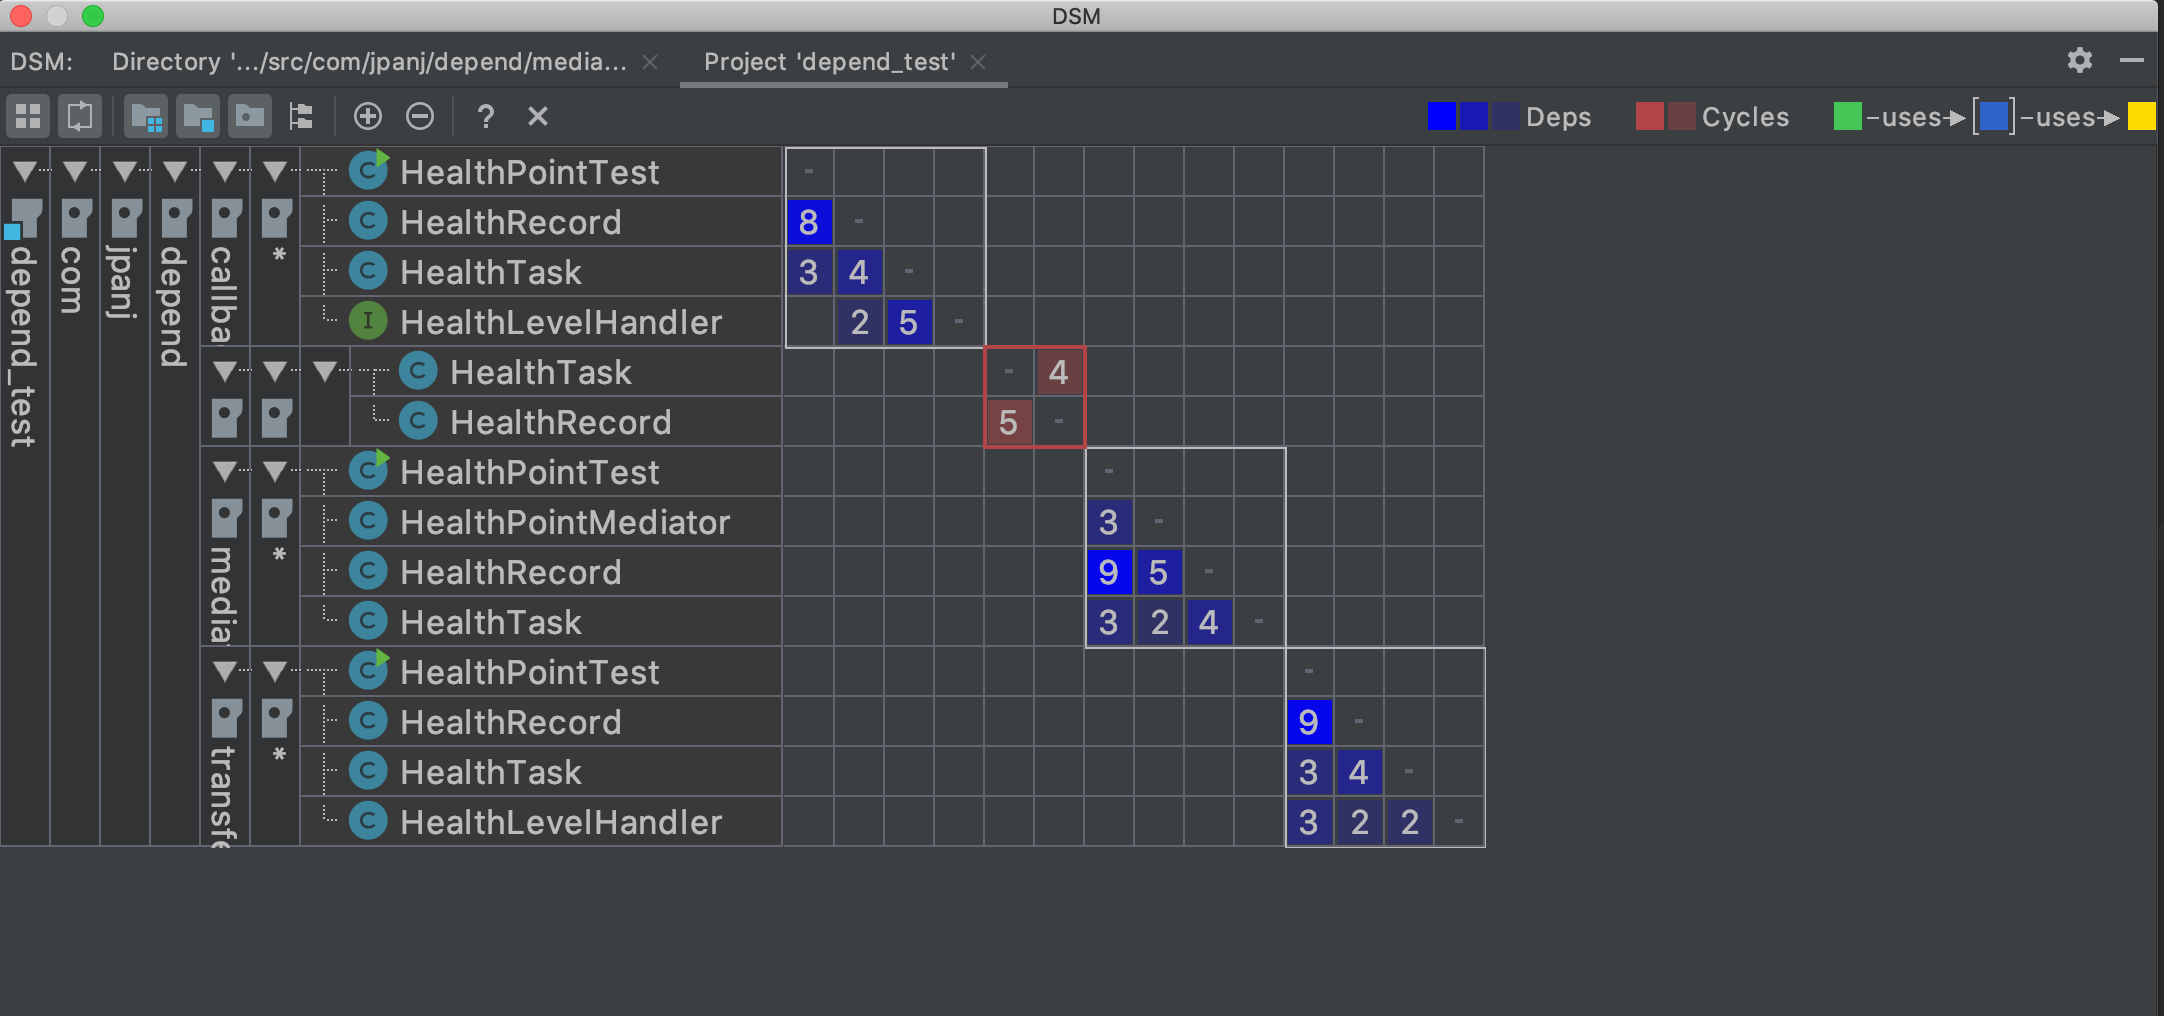 DSM
DSM: Directory '.../src/com/jpanj/depend/media... Project 'depend_test'
? Deps Cycles -uses→ [ ] -uses→
depend_test
com
jpanj
depend
callba
*
HealthPointTest -
HealthRecord 8 -
HealthTask 3 4 -
HealthLevelHandler 2 5 -
HealthTask - 4
HealthRecord 5 -
media
*
HealthPointTest -
HealthPointMediator 3 -
HealthRecord 9 5 -
HealthTask 3 2 4 -
transfe
*
HealthPointTest -
HealthRecord 9 -
HealthTask 3 4 -
HealthLevelHandler 3 2 2 -